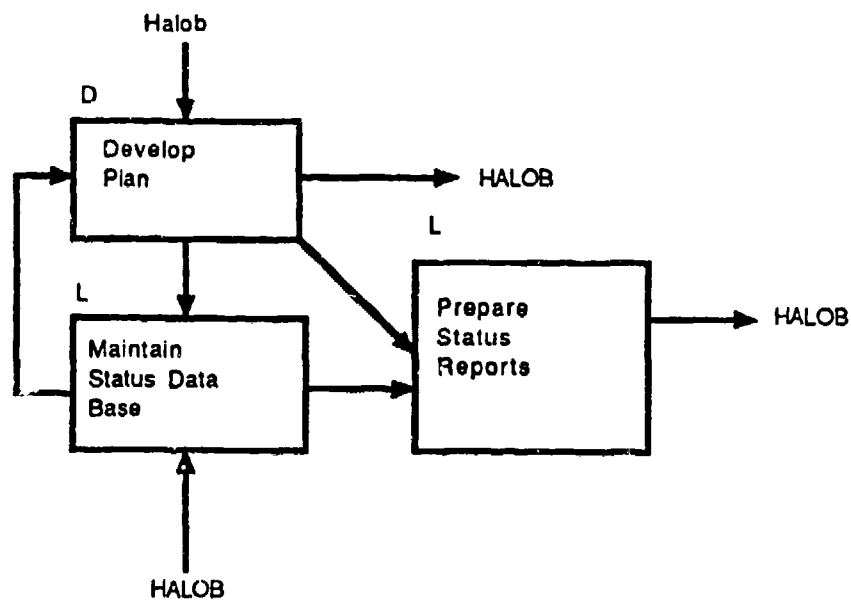 Halob
D
Develop
Plan
HALOB
L
L
Prepare
Status
Reports
HALOB
Maintain
Status Data
Base
HALOB